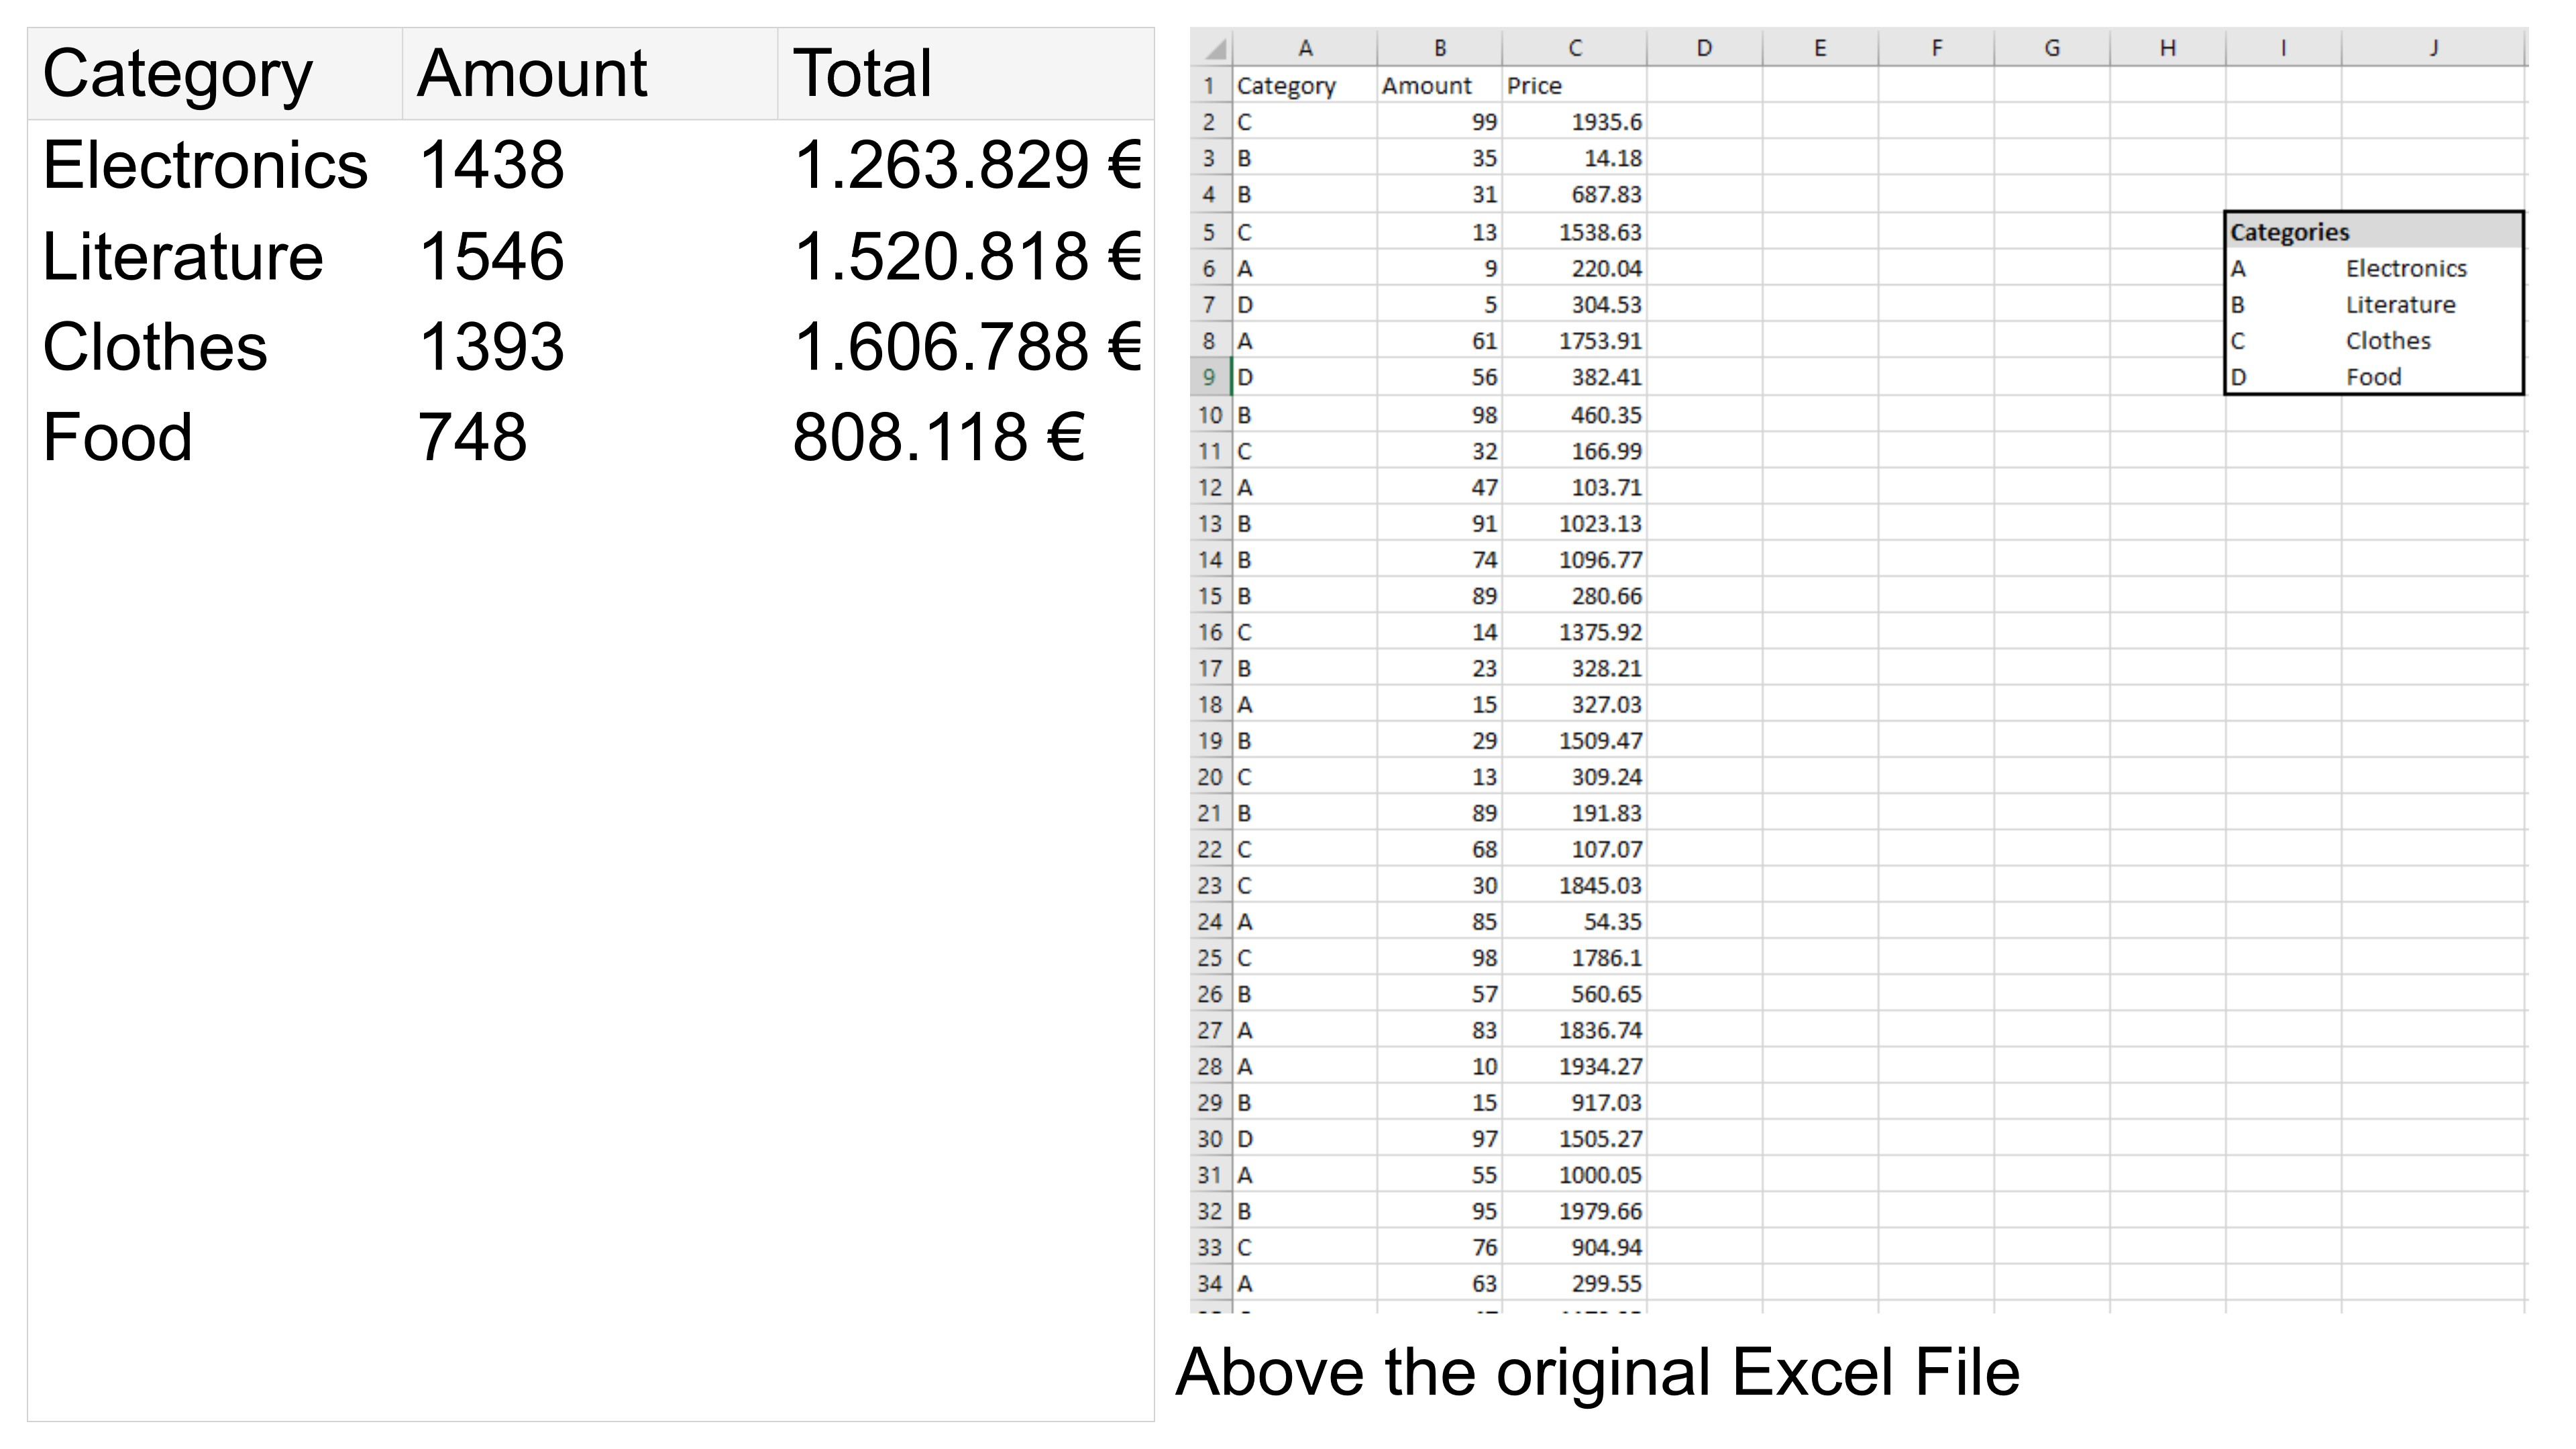 Category Amount Total
Electronics 1438 1.263.829 €
Literature 1546 1.520.818 €
Clothes 1393 1.606.788 €
Food 748 808.118 €
A B C D E F G H I J
1 Category Amount Price
2 C 99 1935.6
3 B 35 14.18
4 B 31 687.83
5 C 13 1538.63
6 A 9 220.04
7 D 5 304.53
8 A 61 1753.91
9 D 56 382.41
10 B 98 460.35
11 C 32 166.99
12 A 47 103.71
13 B 91 1023.13
14 B 74 1096.77
15 B 89 280.66
16 C 14 1375.92
17 B 23 328.21
18 A 15 327.03
19 B 29 1509.47
20 C 13 309.24
21 B 89 191.83
22 C 68 107.07
23 C 30 1845.03
24 A 85 54.35
25 C 98 1786.1
26 B 57 560.65
27 A 83 1836.74
28 A 10 1934.27
29 B 15 917.03
30 D 97 1505.27
31 A 55 1000.05
32 B 95 1979.66
33 C 76 904.94
34 A 63 299.55
Categories
A Electronics
B Literature
C Clothes
D Food
Above the original Excel File